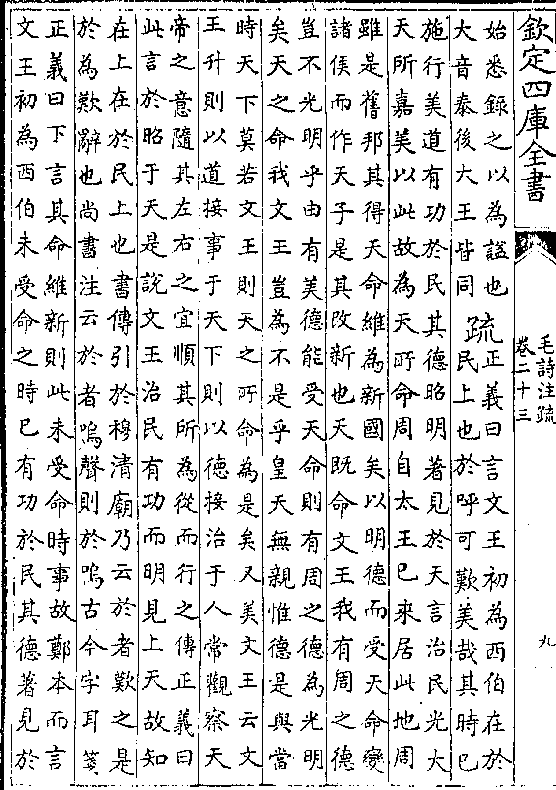 欽定四庫全書
毛詩注疏
卷二十三
九
始悉錄之以為諡也
大音泰後大王皆同
疏
正義曰言文王初為西伯在於
民上也於呼可歎美哉其時已
施行美道有功於民其德昭明著見於天言治民光大
天所嘉美以此故為天所命周自太王已來居此地周
雖是舊邦其得天命維為新國矣以明德而受天命變
諸侯而作天子是其改新也天既命文王我有周之德
豈不光明乎由有美德能受天命則有周之德為光明
矣天之命我文王豈為不是乎皇天無親惟德是與當
時天下莫若文王則天之所命為是矣又美文王云文
王升則以道接事于天下則以德接治于人常觀察天
帝之意隨其左右之宜順其所為從而行之傳正義曰
此言於昭于天是說文王治民有功而明見上天故知
在上在於民上也書傳引於穆清廟乃云於者歎之是
於為歎辭也尚書注云於者嗚聲則於嗚古今字耳箋
正義曰下言其命維新則此未受命時事故鄭本而言
文王初為西伯未受命之時已有功於民其德著見於